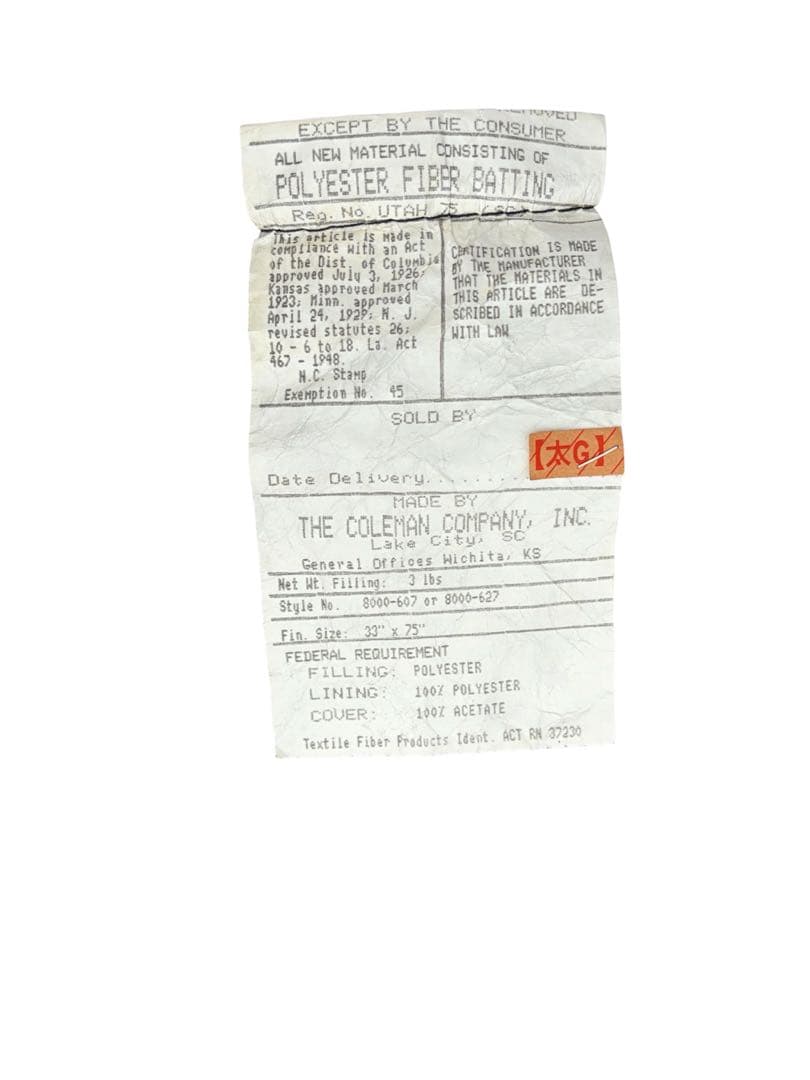 REMOVED
EXCEPT BY THE CONSUMER
ALL NEW MATERIAL CONSISTING OF
POLYESTER FIBER BATTING
Reg. No. UTAH 75 (SC)
This article is made in
compliance with an Act
of the Dist. of Columbia
approved July 3, 1926;
Kansas approved March
1923; Minn. approved
April 24, 1929; N. J.
revised statutes 26;
10 - 6 to 18. La. Act
467 - 1948.
N.C. Stamp
Exemption No. 45
CERTIFICATION IS MADE
BY THE MANUFACTURER
THAT THE MATERIALS IN
THIS ARTICLE ARE DE-
SCRIBED IN ACCORDANCE
WITH LAW
SOLD BY
【太G】
Date Delivery.........
MADE BY
THE COLEMAN COMPANY, INC.
Lake City, SC
General Offices Wichita, KS
Net Wt. Filling: 3 lbs
Style No. 8000-607 or 8000-627
Fin. Size: 33" x 75"
FEDERAL REQUIREMENT
FILLING: POLYESTER
LINING: 100% POLYESTER
COVER: 100% ACETATE
Textile Fiber Products Ident. ACT RN 37230